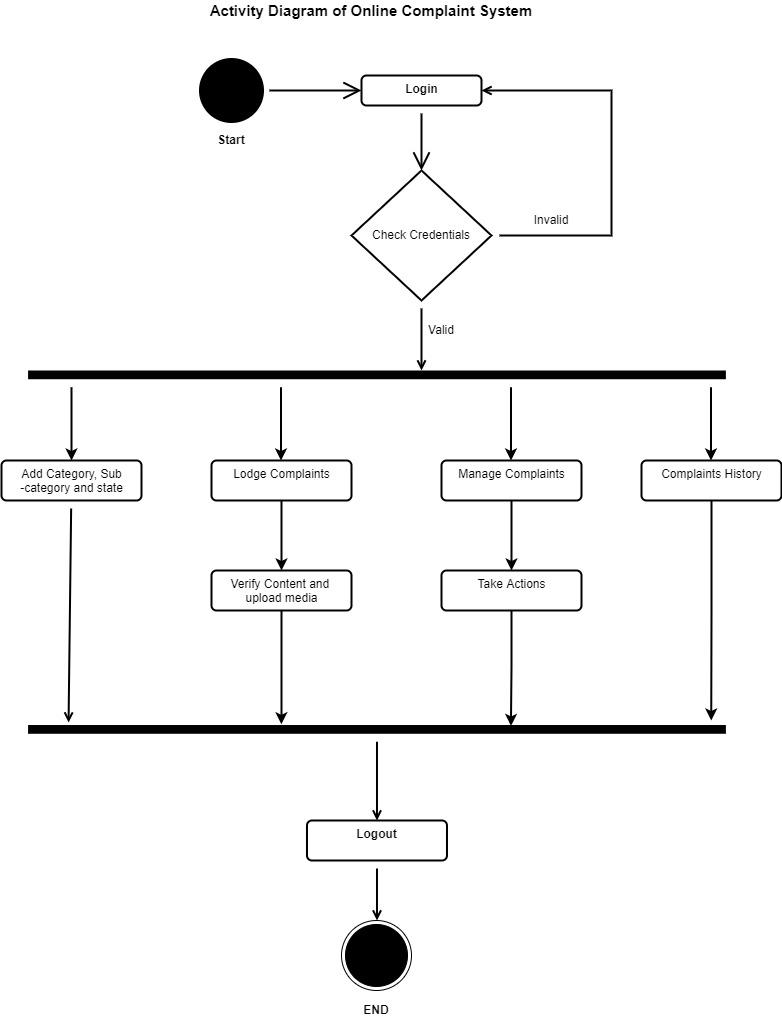 Activity Diagram of Online Complaint System
Login
Start
Invalid
Check Credentials
Valid
Add Category, Sub
-category and state
Lodge Complaints
Manage Complaints
Complaints History
Verify Content and
upload media
Take Actions
Logout
END